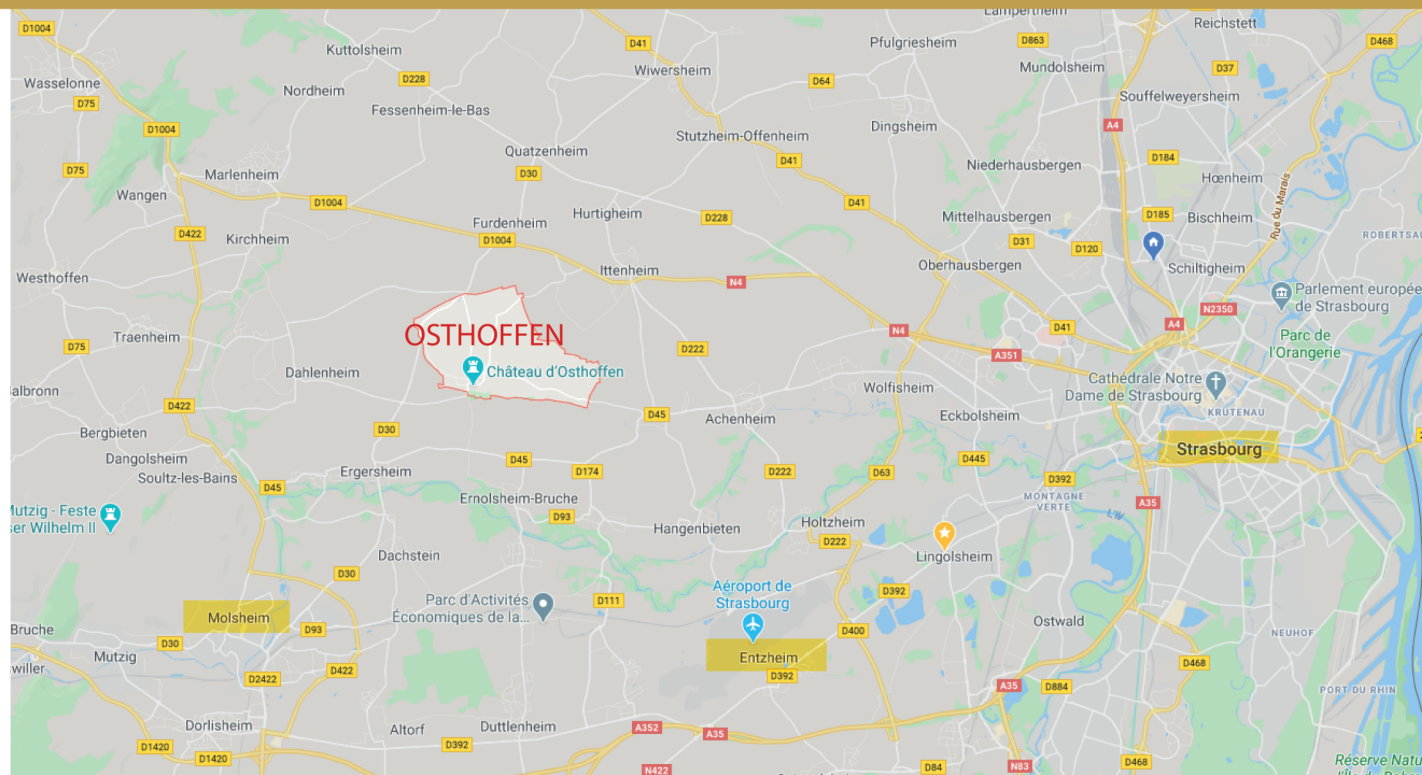 Lampertheim
D1004
Reichstett
Kuttolsheim
D41
Pfulgriesheim
D863
D468
Wasselonne
D228
Wiwersheim
D64
Mundolsheim
D37
D75
Nordheim
Fessenheim-le-Bas
Souffelweyersheim
D1004
Stutzheim-Offenheim
Dingsheim
A4
D75
Quatzenheim
D41
D184
Marlenheim
D30
Niederhausbergen
Hœnheim
Wangen
D1004
D41
Rue du Marais
Furdenheim
Hurtigheim
D228
Mittelhausbergen
D185
Bischheim
D422
Kirchheim
D1004
D31
D120
ROBERTSAU
Westhoffen
Ittenheim
Oberhausbergen
Schiltigheim
N4
Parlement europée
de Strasbourg
N2350
OSTHOFFEN
N4
D41
A4
Parc de
l'Orangerie
Traenheim
D75
D222
A351
Dahlenheim
Château d'Osthoffen
Wolfisheim
Cathédrale Notre
Dame de Strasbourg
KRUTENAU
albronn
D422
D45
Achenheim
Eckbolsheim
Bergbieten
D30
Strasbourg
Dangolsheim
Soultz-les-Bains
D45
Ergersheim
D45
D174
D222
D63
D445
D392
MONTAGNE
VERTE
A35
Mutzig - Feste
ser Wilhelm II
Ernolsheim-Bruche
D93
Hangenbieten
Holtzheim
D222
L'Ill
Dachstein
Lingolsheim
D30
Aéroport de
Strasbourg
D392
Parc d'Activités
Économiques de la...
D111
Molsheim
D93
D400
Ostwald
Bruche
D30
NEUHOF
Mutzig
Entzheim
D468
willer
D2422
D422
D392
A35
D884
PORT DU RHIN
Dorlisheim
Altorf
Duttlenheim
A352
A35
D1420
D1420
D392
N422
D84
N83
D468
Réserve Natu